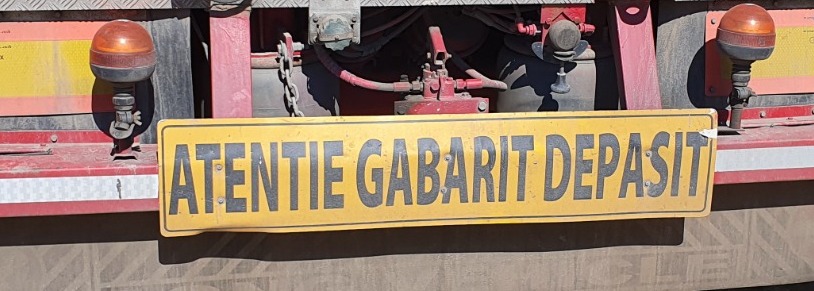 ATENTIE GABARIT DEPASIT